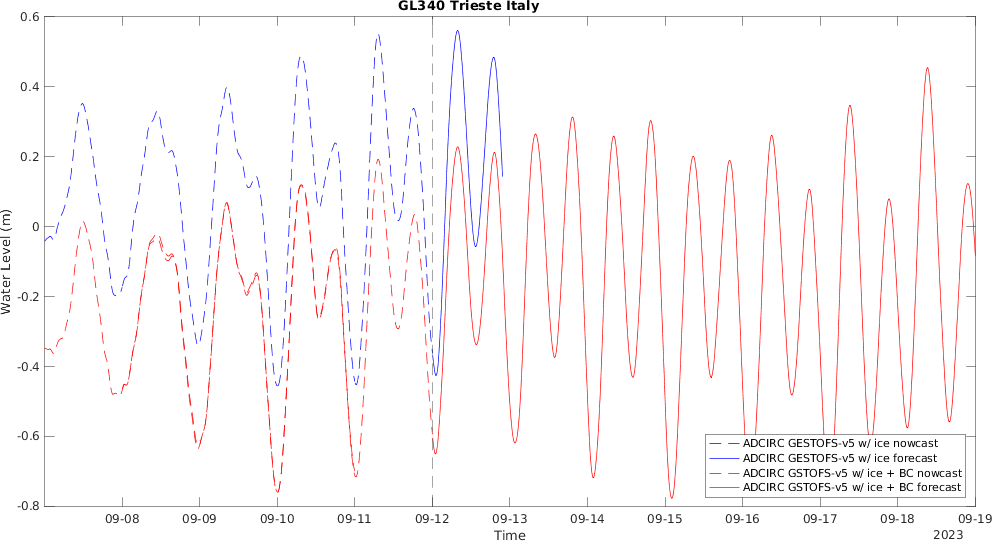 GL340 Trieste Italy
0.6
0.4
0.2
0
-0.2
-0.4
-0.6
-0.8
Water Level (m)
ADCIRC GESTOFS-v5 w/ ice nowcast
ADCIRC GESTOFS-v5 w/ ice forecast
ADCIRC GSTOFS-v5 w/ ice + BC nowcast
ADCIRC GSTOFS-v5 w/ ice + BC forecast
09-08 09-09 09-10 09-11 09-12 09-13 09-14 09-15 09-16 09-17 09-18 09-19
Time
2023